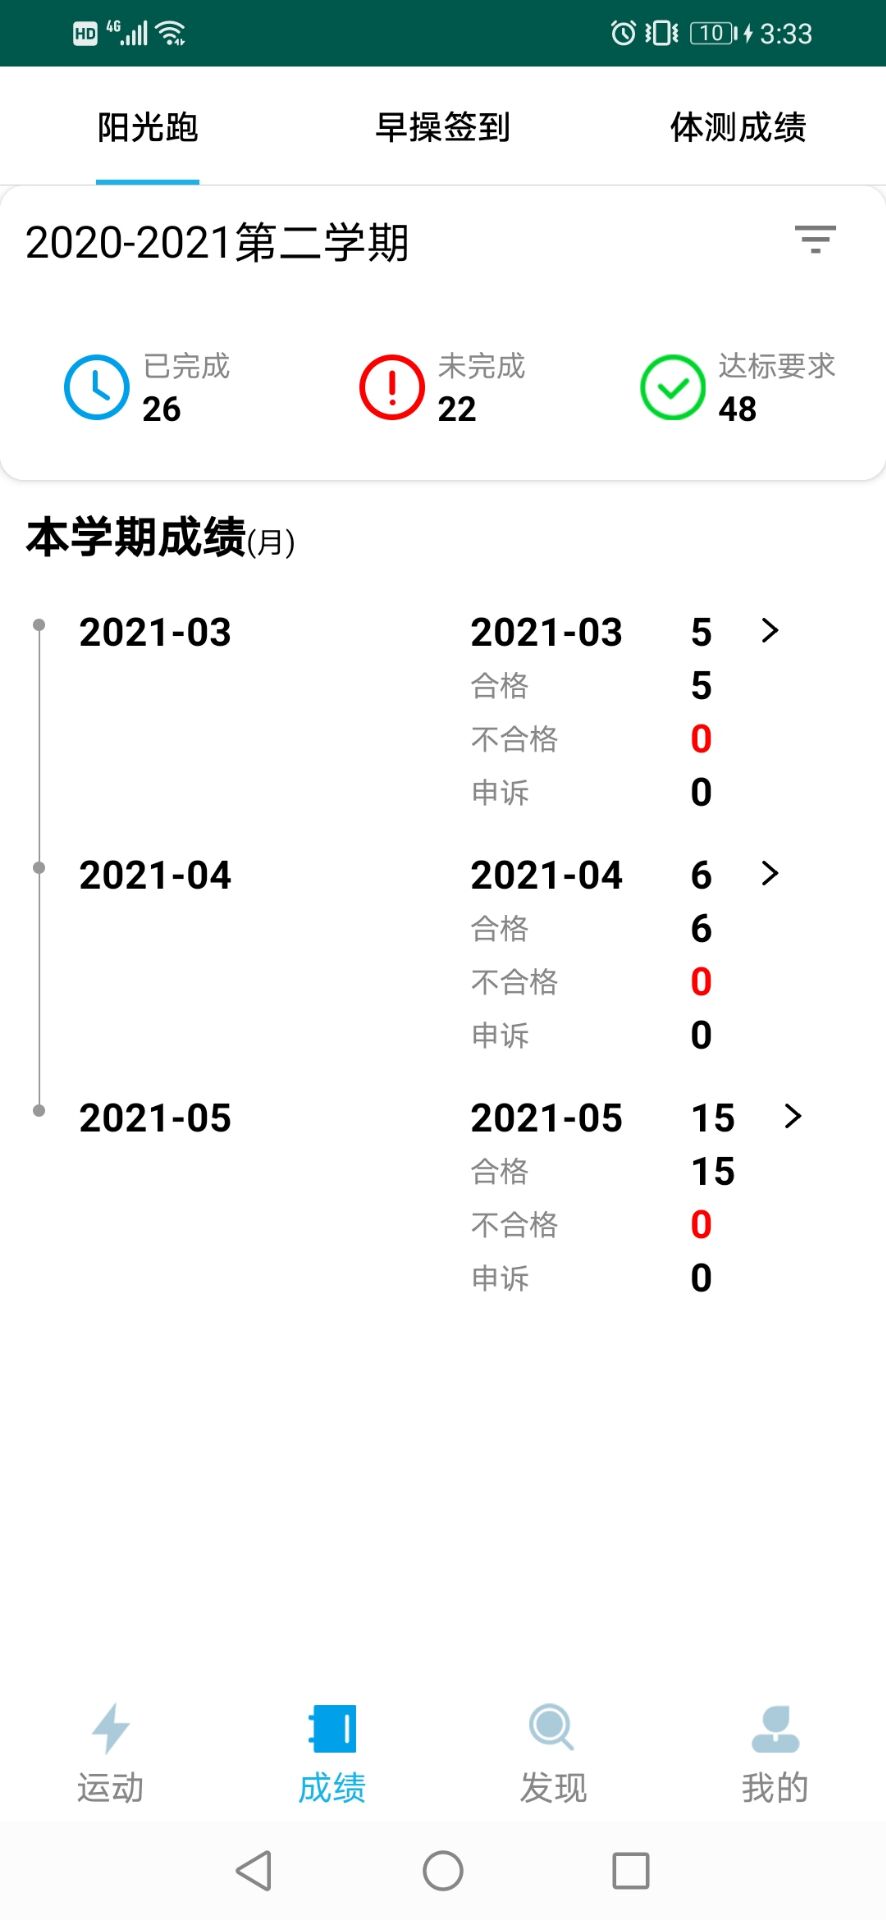 HD 4G 10 3:33
阳光跑 早操签到 体测成绩
2020-2021第二学期
已完成 未完成 达标要求
26 22 48
本学期成绩(月)
2021-03 2021-03 5
合格 5
不合格 0
申诉 0
2021-04 2021-04 6
合格 6
不合格 0
申诉 0
2021-05 2021-05 15
合格 15
不合格 0
申诉 0
运动 成绩 发现 我的